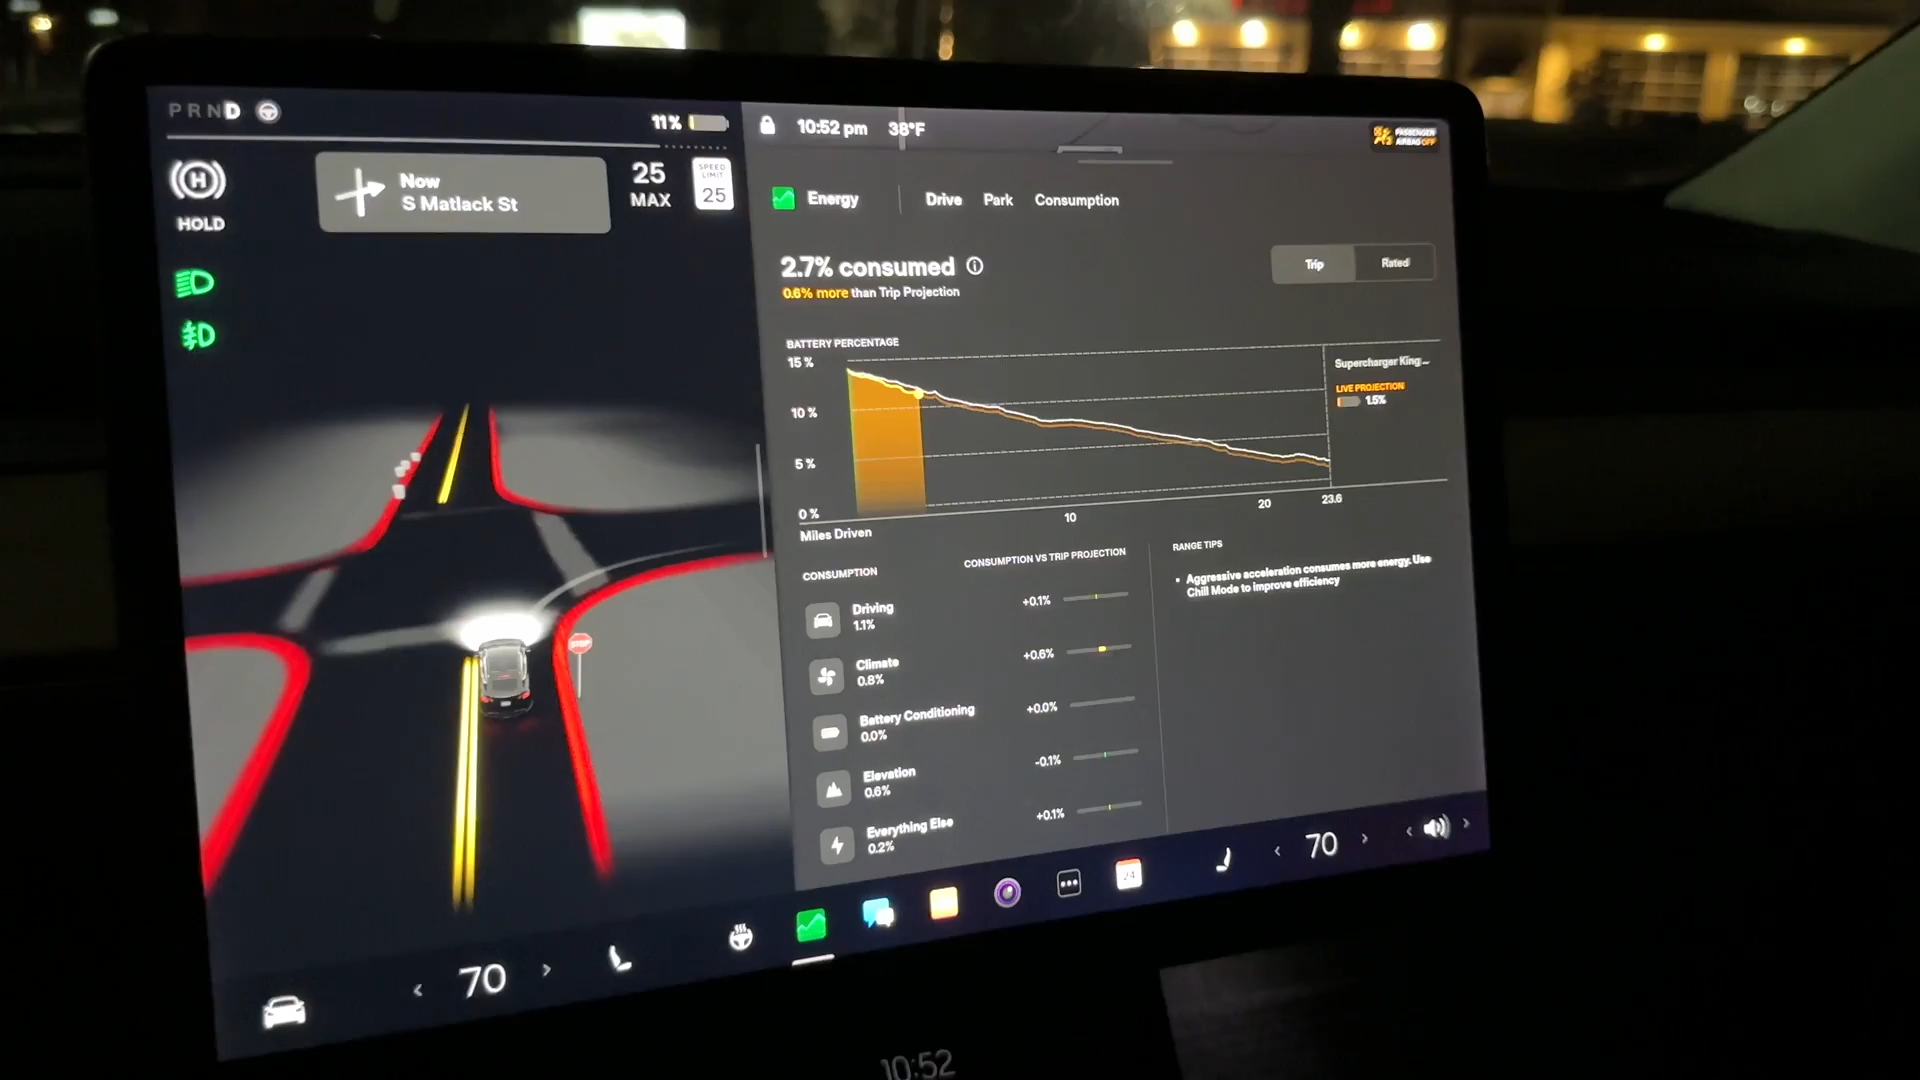 PRND
11%
HOLD
Now
S Matlack St
25
MAX
SPEED
LIMIT
25
STOP
10:52 pm 38°F
PASSENGER
AIRBAG OFF
Energy Drive Park Consumption
2.7% consumed
0.6% more than Trip Projection
Trip Rated
BATTERY PERCENTAGE
15 %
10 %
5 %
0 %
Supercharger King...
LIVE PROJECTION
1.5%
10 20 23.6
Miles Driven
CONSUMPTION
CONSUMPTION VS TRIP PROJECTION
Driving
1.1%
+0.1%
Climate
0.8%
+0.6%
Battery Conditioning
0.0%
+0.0%
Elevation
0.6%
-0.1%
Everything Else
0.2%
+0.1%
RANGE TIPS
• Aggressive acceleration consumes more energy. Use
Chill Mode to improve efficiency
70
24
70
10:52